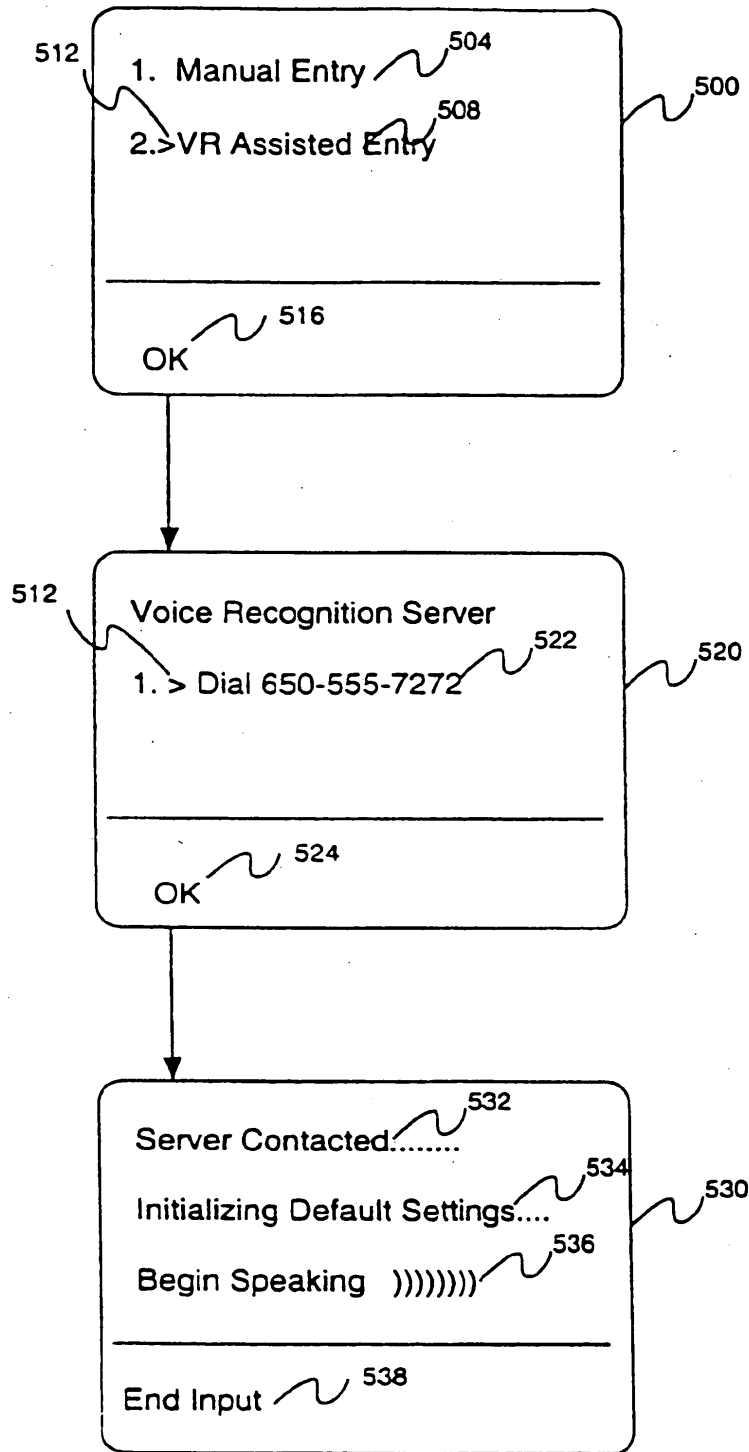 504
512
1. Manual Entry
500
508
2.>VR Assisted Entry
516
OK
512
Voice Recognition Server
522
520
1. > Dial 650-555-7272
524
OK
532
Server Contacted........
534
530
Initializing Default Settings....
536
Begin Speaking ))))))))
538
End Input